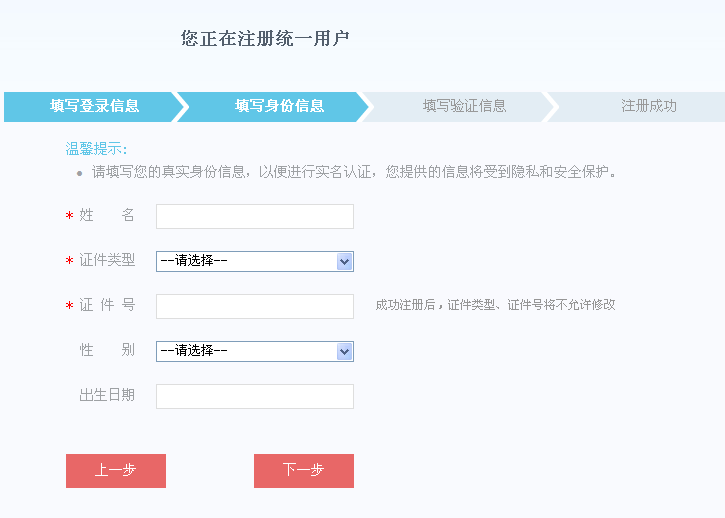 您正在注册统一用户
填写登录信息 填写身份信息 填写验证信息 注册成功
温馨提示:
• 请填写您的真实身份信息，以便进行实名认证，您提供的信息将受到隐私和安全保护。
* 姓 名
* 证件类型 --请选择--
* 证 件 号 成功注册后，证件类型、证件号将不允许修改
性 别 --请选择--
出生日期
上一步 下一步